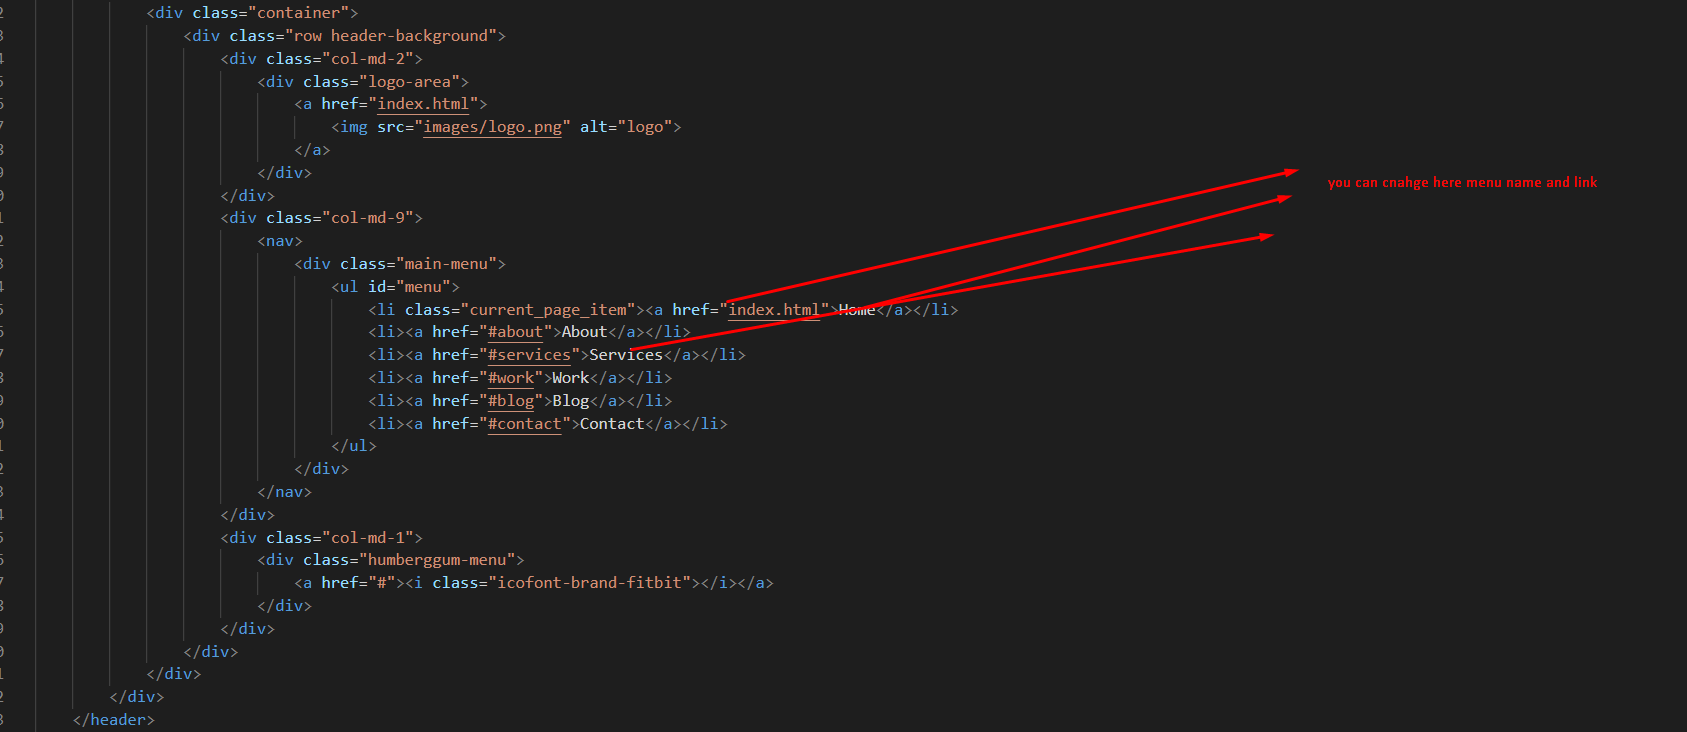 <div class="container">
<div class="row header-background">
<div class="col-md-2">
<div class="logo-area">
<a href="index.html">
<img src="images/logo.png" alt="logo">
</a>
</div>
you can cnahge here menu name and link
</div>
<div class="col-md-9">
<nav>
<div class="main-menu">
<ul id="menu">
<li class="current_page_item"><a href="index.html">Home</a></li>
<li><a href="#about">About</a></li>
<li><a href="#services">Services</a></li>
<li><a href="#work">Work</a></li>
<li><a href="#blog">Blog</a></li>
<li><a href="#contact">Contact</a></li>
</ul>
</div>
</nav>
</div>
<div class="col-md-1">
<div class="humberggum-menu">
<a href="#"><i class="icofont-brand-fitbit"></i></a>
</div>
</div>
</div>
</div>
</div>
</header>